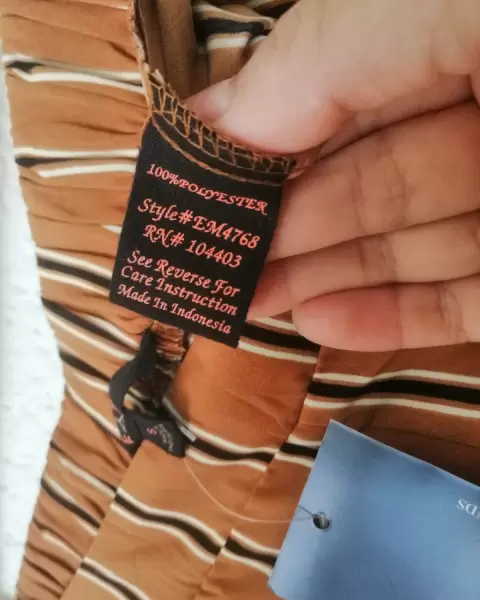 100%POLYESTER
Style# EM4768
RN# 104403
See Reverse For
Care Instruction
Made In Indonesia